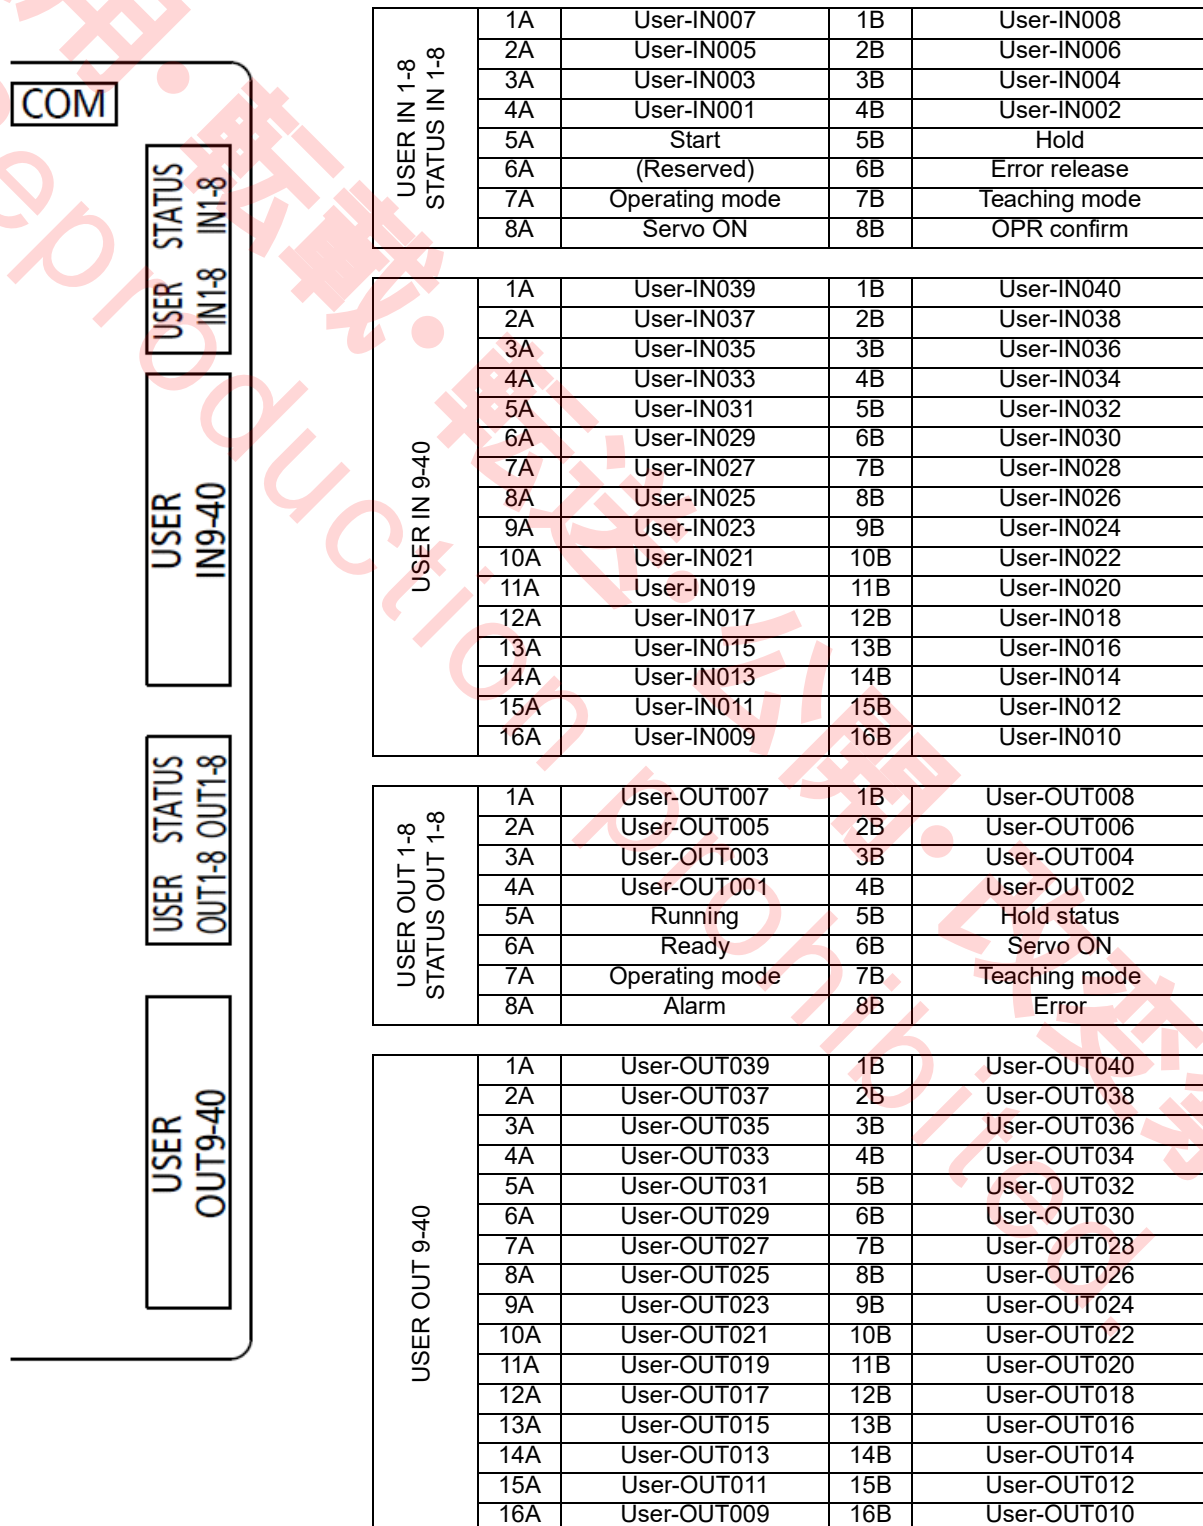 COM
USER STATUS
IN1-8 IN1-8
USER
IN9-40
USER STATUS
OUT1-8 OUT1-8
USER
OUT9-40
USER IN 1-8
STATUS IN 1-8
1A User-IN007 1B User-IN008
2A User-IN005 2B User-IN006
3A User-IN003 3B User-IN004
4A User-IN001 4B User-IN002
5A Start 5B Hold
6A (Reserved) 6B Error release
7A Operating mode 7B Teaching mode
8A Servo ON 8B OPR confirm
USER IN 9-40
1A User-IN039 1B User-IN040
2A User-IN037 2B User-IN038
3A User-IN035 3B User-IN036
4A User-IN033 4B User-IN034
5A User-IN031 5B User-IN032
6A User-IN029 6B User-IN030
7A User-IN027 7B User-IN028
8A User-IN025 8B User-IN026
9A User-IN023 9B User-IN024
10A User-IN021 10B User-IN022
11A User-IN019 11B User-IN020
12A User-IN017 12B User-IN018
13A User-IN015 13B User-IN016
14A User-IN013 14B User-IN014
15A User-IN011 15B User-IN012
16A User-IN009 16B User-IN010
USER OUT 1-8
STATUS OUT 1-8
1A User-OUT007 1B User-OUT008
2A User-OUT005 2B User-OUT006
3A User-OUT003 3B User-OUT004
4A User-OUT001 4B User-OUT002
5A Running 5B Hold status
6A Ready 6B Servo ON
7A Operating mode 7B Teaching mode
8A Alarm 8B Error
USER OUT 9-40
1A User-OUT039 1B User-OUT040
2A User-OUT037 2B User-OUT038
3A User-OUT035 3B User-OUT036
4A User-OUT033 4B User-OUT034
5A User-OUT031 5B User-OUT032
6A User-OUT029 6B User-OUT030
7A User-OUT027 7B User-OUT028
8A User-OUT025 8B User-OUT026
9A User-OUT023 9B User-OUT024
10A User-OUT021 10B User-OUT022
11A User-OUT019 11B User-OUT020
12A User-OUT017 12B User-OUT018
13A User-OUT015 13B User-OUT016
14A User-OUT013 14B User-OUT014
15A User-OUT011 15B User-OUT012
16A User-OUT009 16B User-OUT010
用・転載・転送・公開・改変禁
eproduction prohibited.